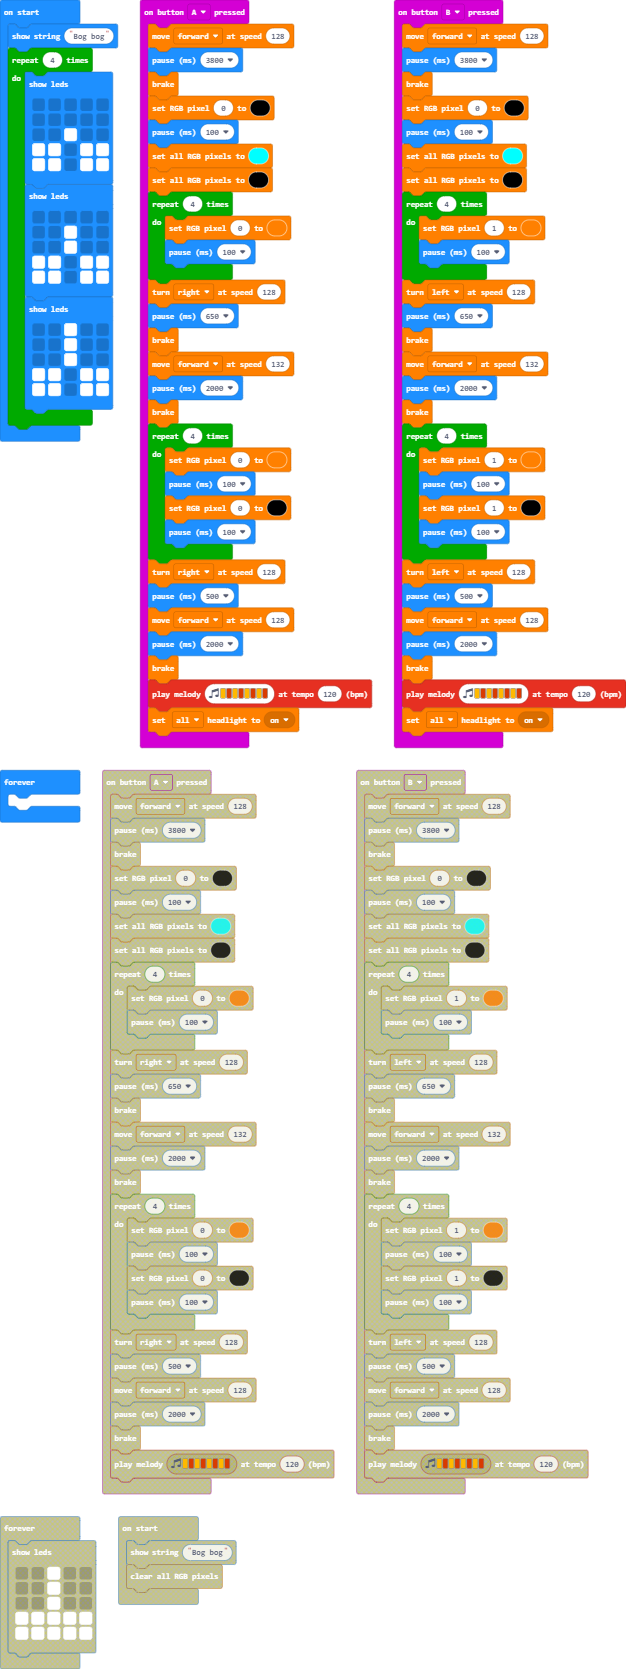 on start
show string "Bog bog"
repeat 4 times
do
show leds
show leds
show leds
on button A pressed
move forward at speed 128
pause (ms) 3800
brake
set RGB pixel 0 to
pause (ms) 100
set all RGB pixels to
set all RGB pixels to
repeat 4 times
do
set RGB pixel 0 to
pause (ms) 100
turn right at speed 128
pause (ms) 650
brake
move forward at speed 132
pause (ms) 2000
brake
repeat 4 times
do
set RGB pixel 0 to
pause (ms) 100
set RGB pixel 0 to
pause (ms) 100
turn right at speed 128
pause (ms) 500
move forward at speed 128
pause (ms) 2000
brake
play melody at tempo 120 (bpm)
set all headlight to on
on button B pressed
move forward at speed 128
pause (ms) 3800
brake
set RGB pixel 0 to
pause (ms) 100
set all RGB pixels to
set all RGB pixels to
repeat 4 times
do
set RGB pixel 1 to
pause (ms) 100
turn left at speed 128
pause (ms) 650
brake
move forward at speed 132
pause (ms) 2000
brake
repeat 4 times
do
set RGB pixel 1 to
pause (ms) 100
set RGB pixel 1 to
pause (ms) 100
turn left at speed 128
pause (ms) 500
move forward at speed 128
pause (ms) 2000
brake
play melody at tempo 120 (bpm)
set all headlight to on
forever
on button A pressed
move forward at speed 128
pause (ms) 3800
brake
set RGB pixel 0 to
pause (ms) 100
set all RGB pixels to
set all RGB pixels to
repeat 4 times
do
set RGB pixel 0 to
pause (ms) 100
turn right at speed 128
pause (ms) 650
brake
move forward at speed 132
pause (ms) 2000
brake
repeat 4 times
do
set RGB pixel 0 to
pause (ms) 100
set RGB pixel 0 to
pause (ms) 100
turn right at speed 128
pause (ms) 500
move forward at speed 128
pause (ms) 2000
brake
play melody at tempo 120 (bpm)
on button B pressed
move forward at speed 128
pause (ms) 3800
brake
set RGB pixel 0 to
pause (ms) 100
set all RGB pixels to
set all RGB pixels to
repeat 4 times
do
set RGB pixel 1 to
pause (ms) 100
turn left at speed 128
pause (ms) 650
brake
move forward at speed 132
pause (ms) 2000
brake
repeat 4 times
do
set RGB pixel 1 to
pause (ms) 100
set RGB pixel 1 to
pause (ms) 100
turn left at speed 128
pause (ms) 500
move forward at speed 128
pause (ms) 2000
brake
play melody at tempo 120 (bpm)
forever
show leds
on start
show string "Bog bog"
clear all RGB pixels